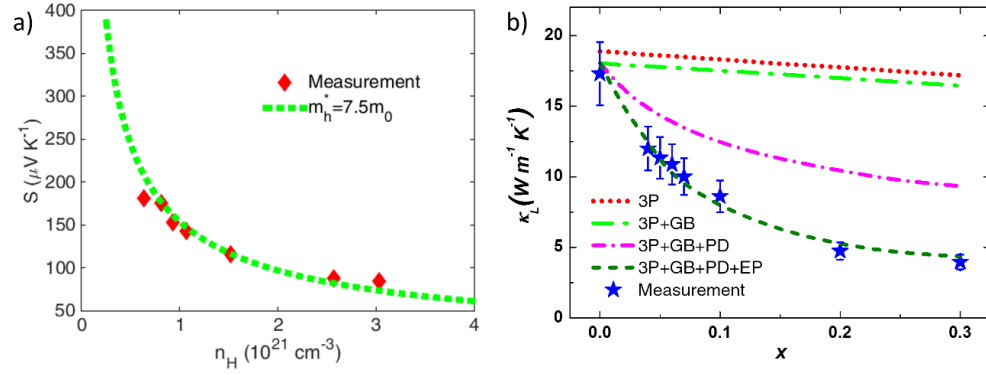 a)
400
350
300
250
200
150
100
50
S (μV K⁻¹)
0
1
2
3
4
n_H (10²¹ cm⁻³)
Measurement
m*_h=7.5m₀
b)
20
15
10
5
0
κ_L(W m⁻¹ K⁻¹)
3P
3P+GB
3P+GB+PD
3P+GB+PD+EP
Measurement
0.0
0.1
0.2
0.3
x